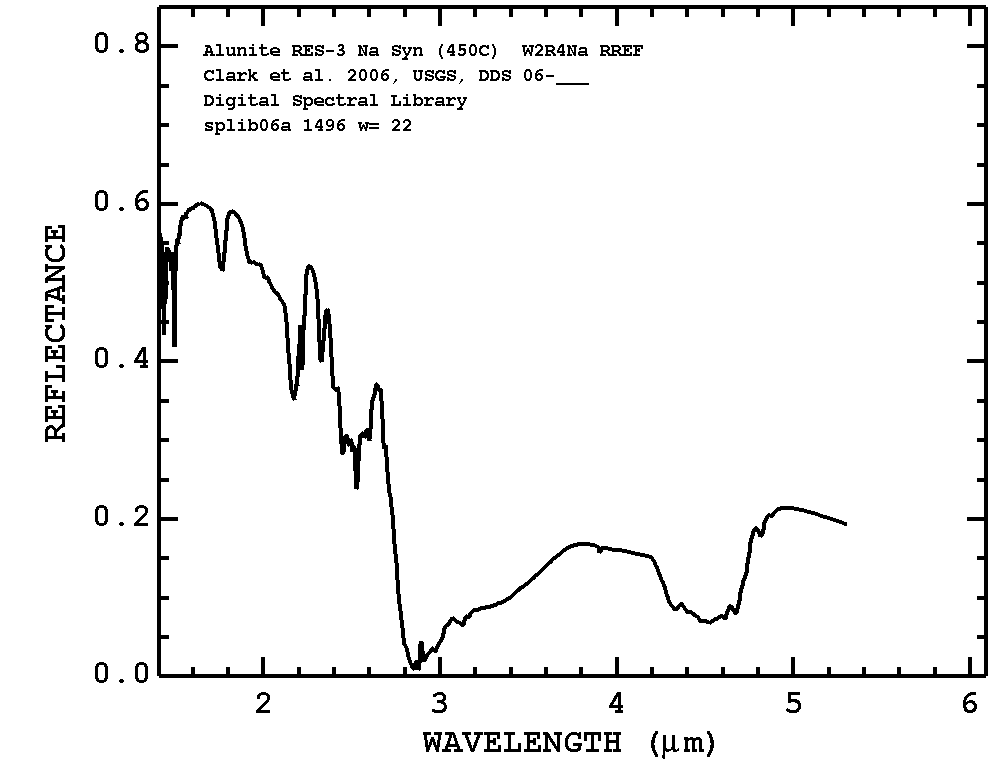 Alunite RES-3 Na Syn (450C)  W2R4Na RREF
Clark et al. 2006, USGS, DDS 06-___
Digital Spectral Library
splib06a 1496 w= 22
0.8
0.6
0.4
0.2
0.0
REFLECTANCE
2 3 4 5 6
WAVELENGTH (µm)